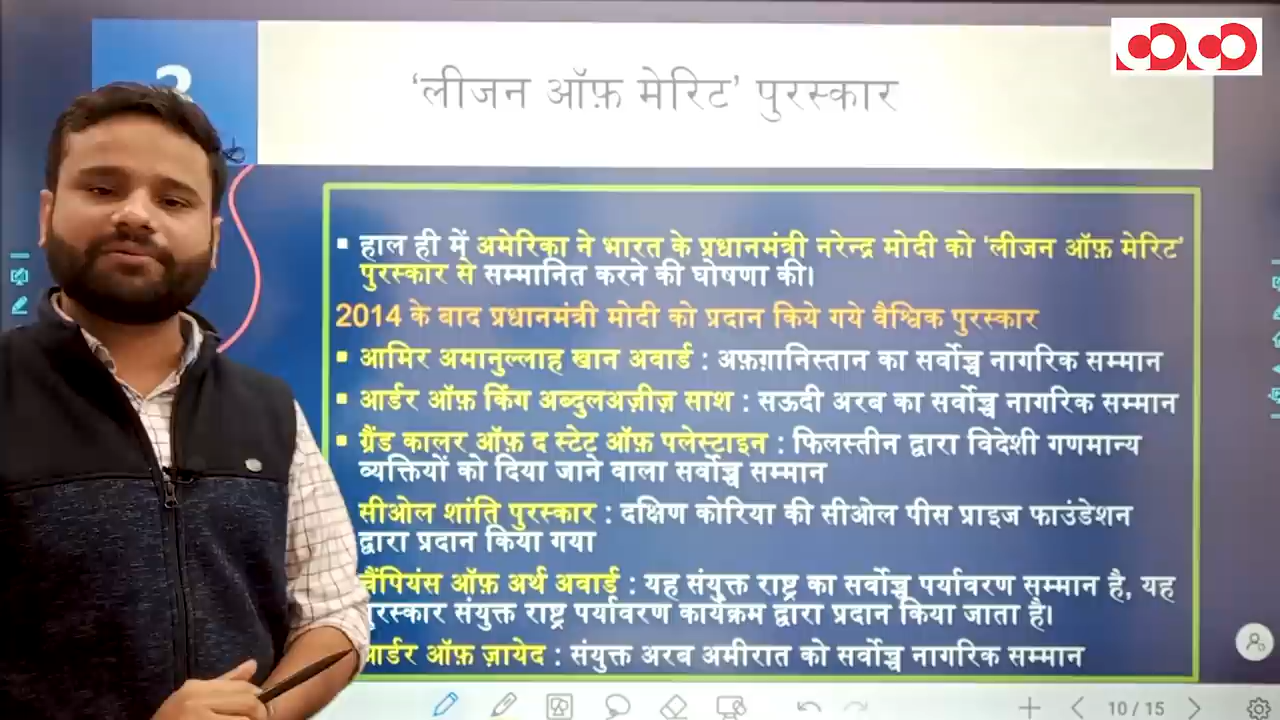 2
‘लीजन ऑफ़ मेरिट’ पुरस्कार
▪ हाल ही में अमेरिका ने भारत के प्रधानमंत्री नरेन्द्र मोदी को ‘लीजन ऑफ़ मेरिट’
पुरस्कार से सम्मानित करने की घोषणा की।
2014 के बाद प्रधानमंत्री मोदी को प्रदान किये गये वैश्विक पुरस्कार
▪ आमिर अमानुल्लाह खान अवार्ड : अफ़ग़ानिस्तान का सर्वोच्च नागरिक सम्मान
▪ आर्डर ऑफ़ किंग अब्दुलअज़ीज़ साश : सऊदी अरब का सर्वोच्च नागरिक सम्मान
▪ ग्रैंड कालर ऑफ़ द स्टेट ऑफ़ पलेस्टाइन : फिलस्तीन द्वारा विदेशी गणमान्य
व्यक्तियों को दिया जाने वाला सर्वोच्च सम्मान
सीओल शांति पुरस्कार : दक्षिण कोरिया की सीओल पीस प्राइज फाउंडेशन
द्वारा प्रदान किया गया
चैंपियंस ऑफ़ अर्थ अवार्ड : यह संयुक्त राष्ट्र का सर्वोच्च पर्यावरण सम्मान है, यह
पुरस्कार संयुक्त राष्ट्र पर्यावरण कार्यक्रम द्वारा प्रदान किया जाता है।
आर्डर ऑफ़ ज़ायेद : संयुक्त अरब अमीरात को सर्वोच्च नागरिक सम्मान
10 / 15